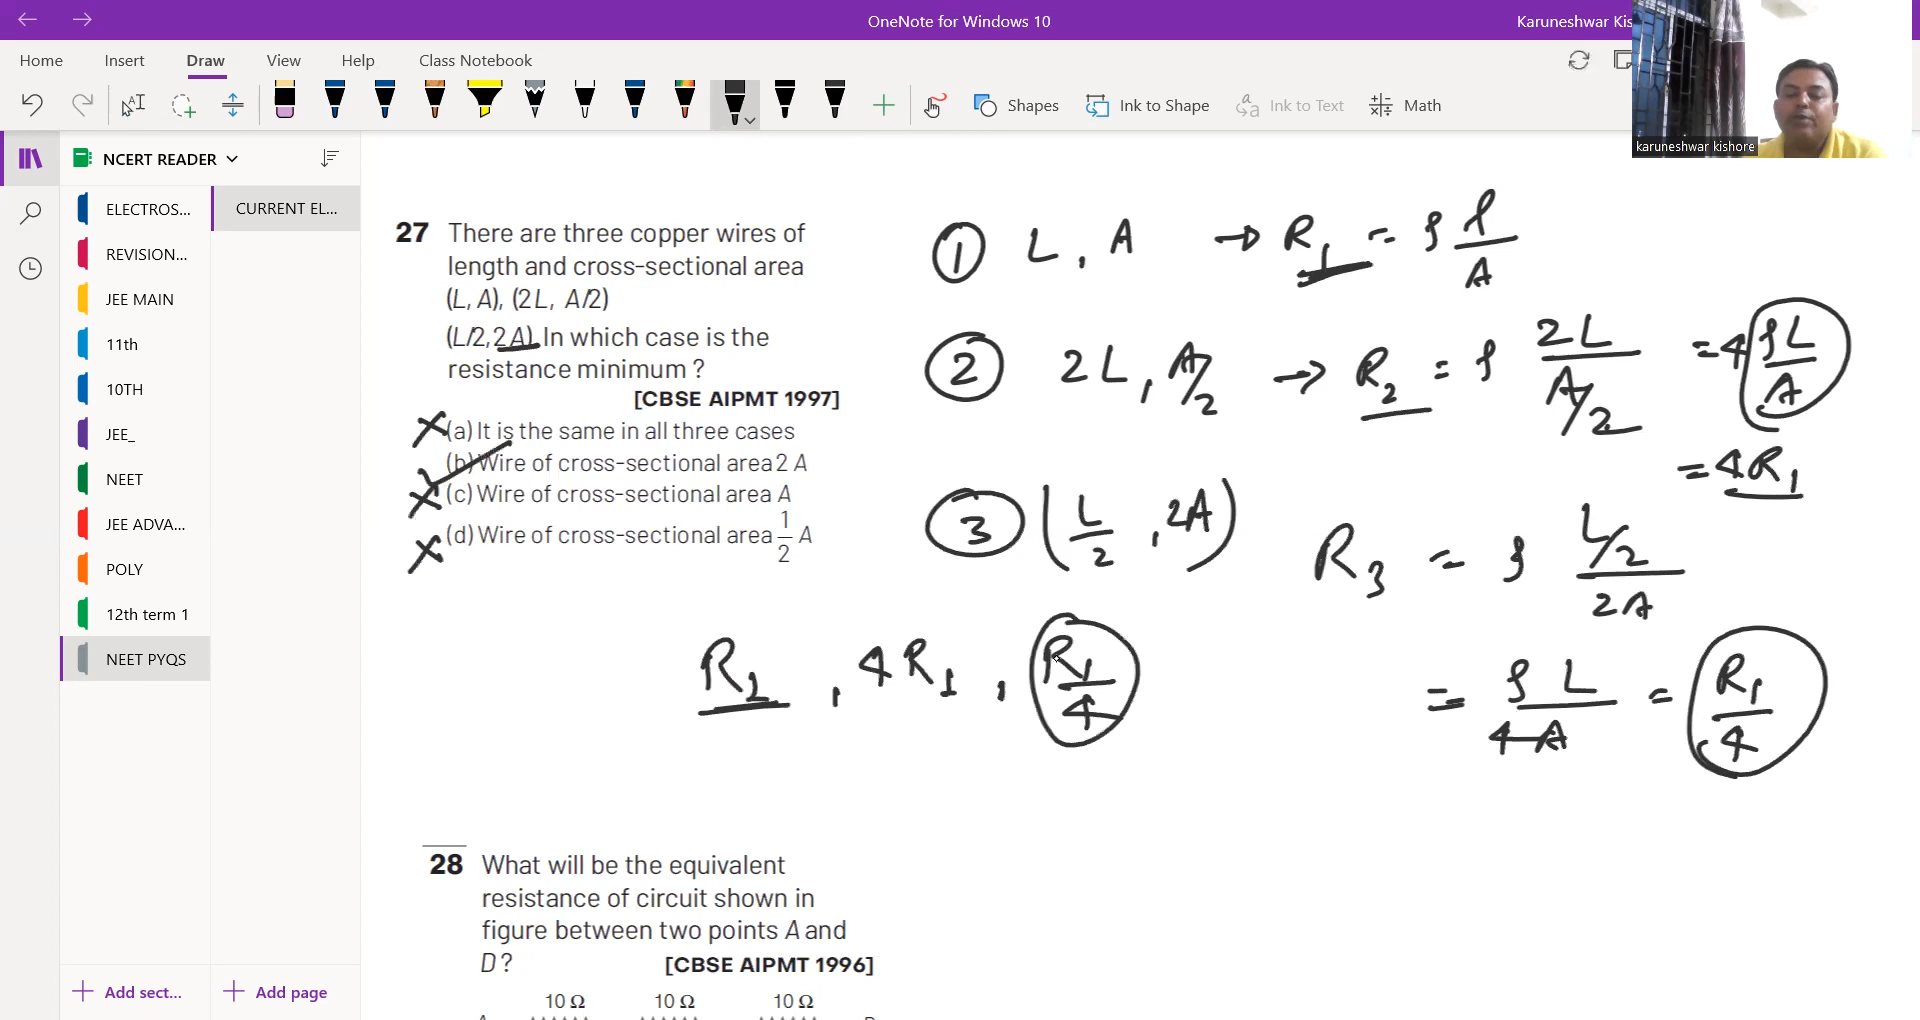 OneNote for Windows 10
Karuneshwar Kis
Home Insert Draw View Help Class Notebook
Shapes Ink to Shape Ink to Text Math
karuneshwar kishore
NCERT READER
ELECTROS...
REVISION...
JEE MAIN
11th
10TH
JEE_
NEET
JEE ADVA...
POLY
12th term 1
NEET PYQS
Add sect...
CURRENT EL...
Add page
27 There are three copper wires of
length and cross-sectional area
(L, A), (2L, A/2)
(L/2,2A). In which case is the
resistance minimum ?
[CBSE AIPMT 1997]
(a) It is the same in all three cases
(b) Wire of cross-sectional area 2 A
(c) Wire of cross-sectional area A
(d) Wire of cross-sectional area 1/2 A
① L, A → R₁ = ρ l/A
② 2L, A/2 → R₂ = ρ 2L/(A/2) = 4 ρL/A
= 4R₁
③ (L/2, 2A) R₃ = ρ (L/2)/2A
= ρL/4A = R₁/4
R₁, 4R₁, R₁/4
28 What will be the equivalent
resistance of circuit shown in
figure between two points A and
D?
[CBSE AIPMT 1996]
10 Ω 10 Ω 10 Ω